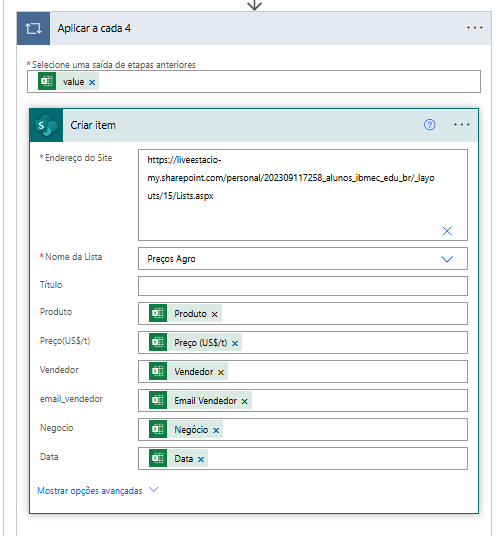 Aplicar a cada 4
* Selecione uma saída de etapas anteriores
value ×
Criar item
* Endereço do Site
https://liveestacio-
my.sharepoint.com/personal/202309117258_alunos_ibmec_edu_br/_layo
uts/15/Lists.aspx
* Nome da Lista
Preços Agro
Título
Produto
Produto ×
Preço(US$/t)
Preço (US$/t) ×
Vendedor
Vendedor ×
email_vendedor
Email Vendedor ×
Negocio
Negócio ×
Data
Data ×
Mostrar opções avançadas